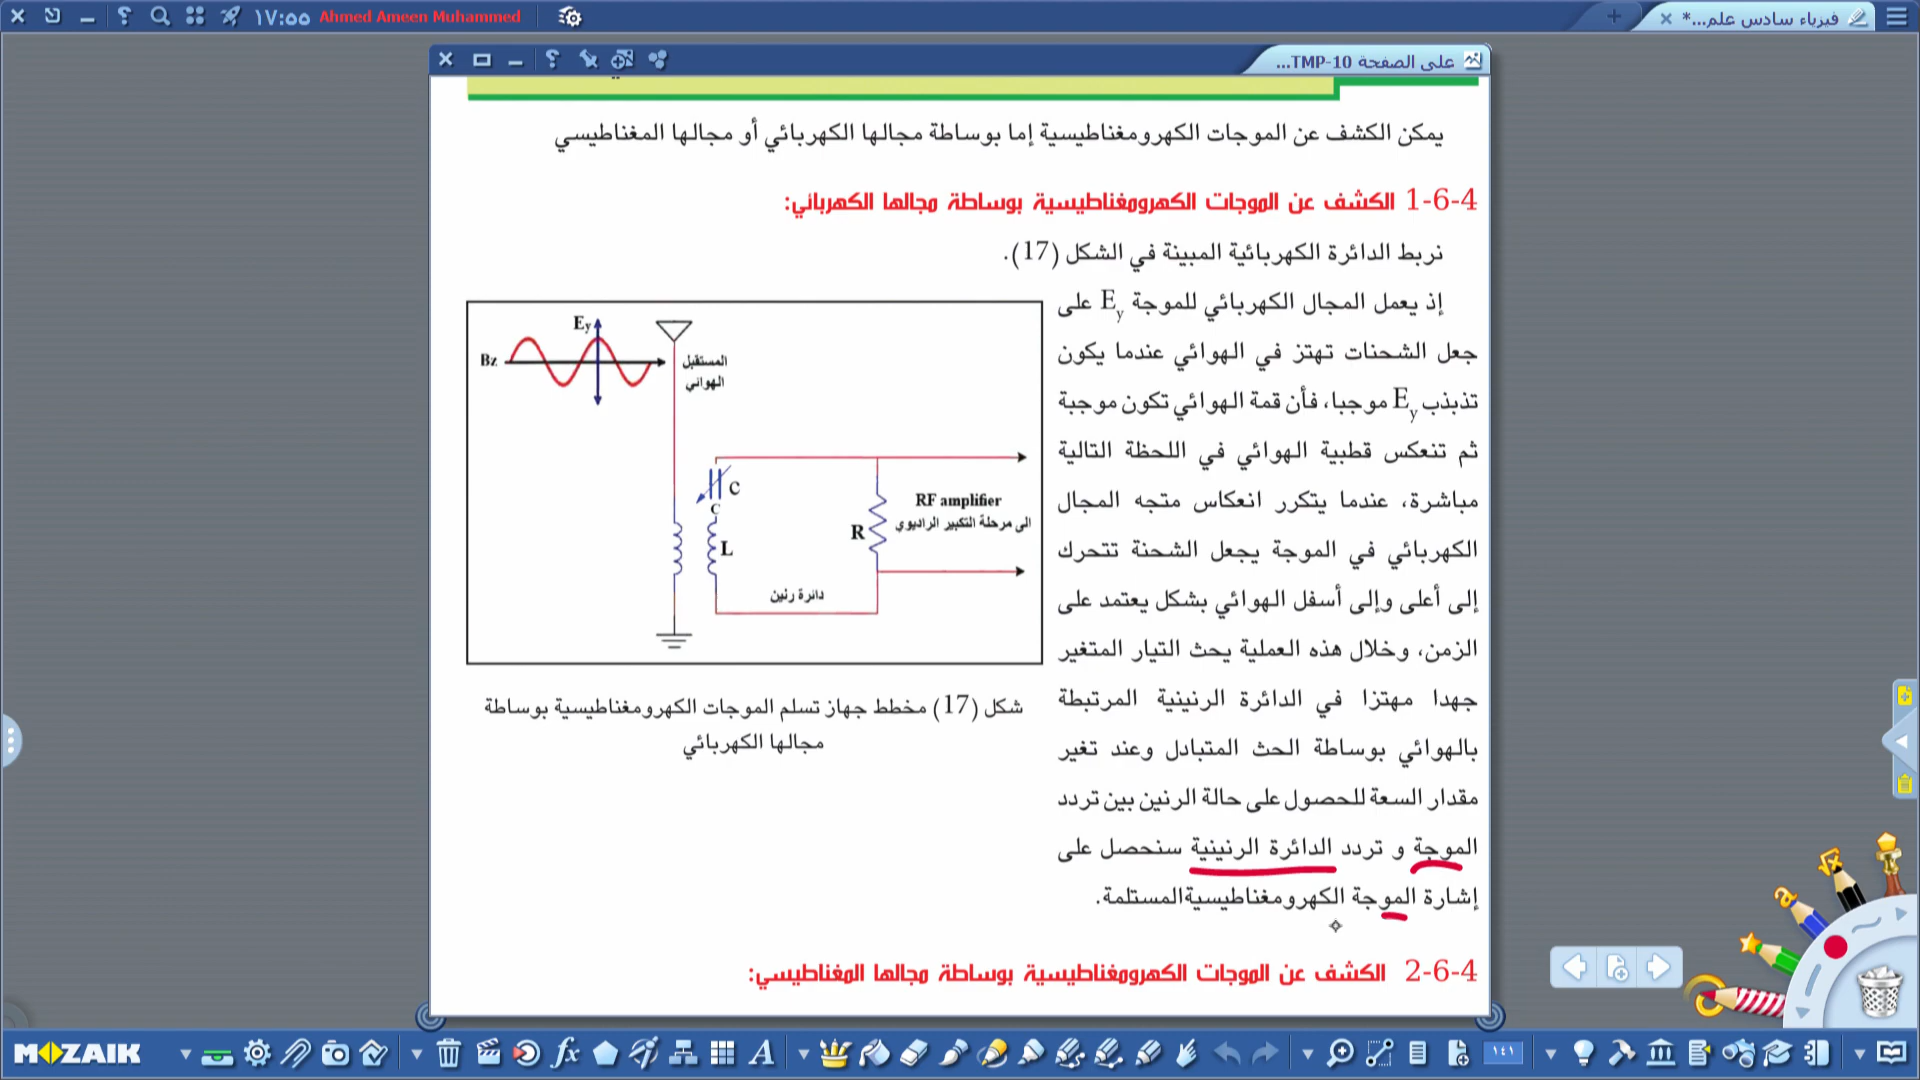 ١٧:٥٥ Ahmed Ameen Muhammed
فيزياء سادس علم...*
على الصفحة TMP-10...
يمكن الكشف عن الموجات الكهرومغناطيسية إما بوساطة مجالها الكهربائي أو مجالها المغناطيسي
1-6-4 الكشف عن الموجات الكهرومغناطيسية بوساطة مجالها الكهربائي:
نربط الدائرة الكهربائية المبينة في الشكل (17).
إذ يعمل المجال الكهربائي للموجة Ey على
جعل الشحنات تهتز في الهوائي عندما يكون
تذبذب Ey موجبا، فأن قمة الهوائي تكون موجبة
ثم تنعكس قطبية الهوائي في اللحظة التالية
مباشرة، عندما يتكرر انعكاس متجه المجال
الكهربائي في الموجة يجعل الشحنة تتحرك
إلى أعلى وإلى أسفل الهوائي بشكل يعتمد على
الزمن، وخلال هذه العملية يحث التيار المتغير
جهدا مهتزا في الدائرة الرنينية المرتبطة
بالهوائي بوساطة الحث المتبادل وعند تغير
مقدار السعة للحصول على حالة الرنين بين تردد
الموجة و تردد الدائرة الرنينية سنحصل على
إشارة الموجة الكهرومغناطيسية المستلمة.
Ey
Bz
المستقبل
الهوائي
C
C
L
R
RF amplifier
الى مرحلة التكبير الراديوي
دائرة رنين
شكل (17) مخطط جهاز تسلم الموجات الكهرومغناطيسية بوساطة
مجالها الكهربائي
2-6-4 الكشف عن الموجات الكهرومغناطيسية بوساطة مجالها المغناطيسي:
MOZAIK
١٤١